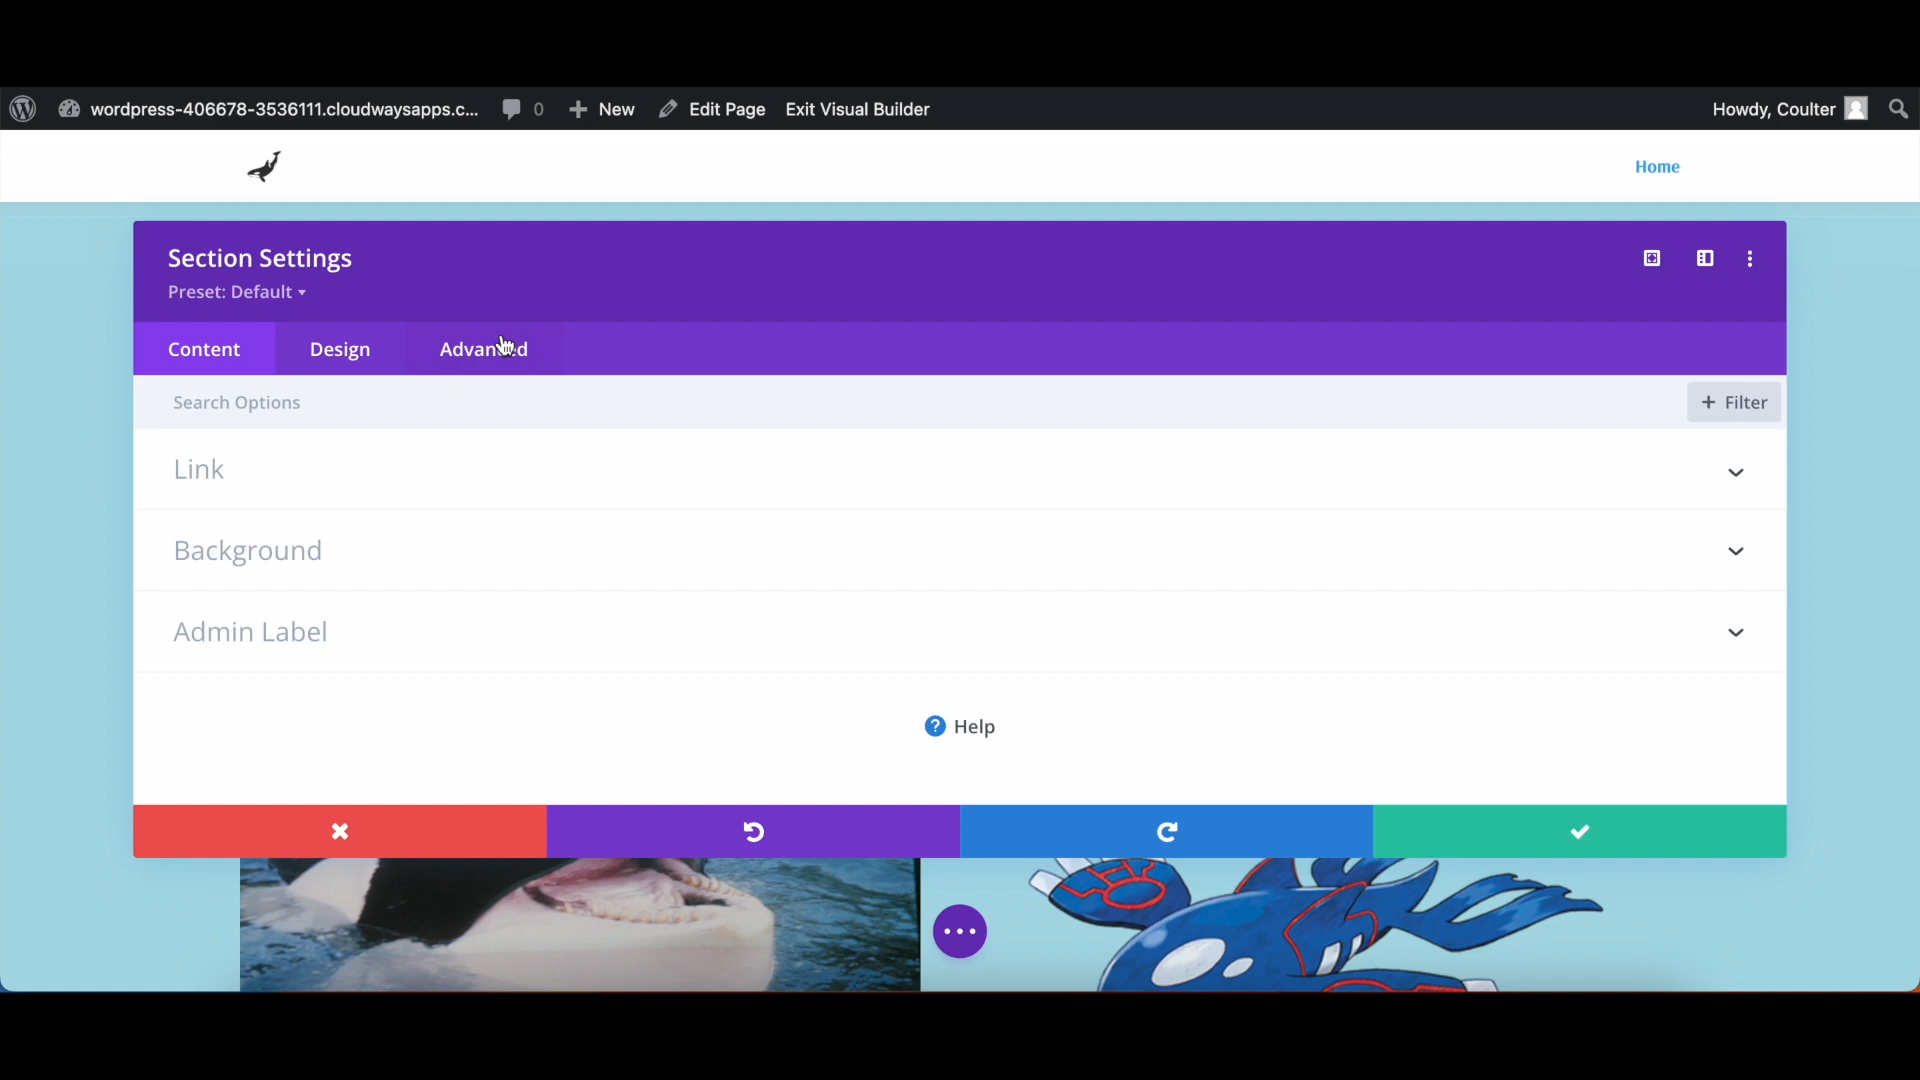 wordpress-406678-3536111.cloudwaysapps.c... 0 New Edit Page Exit Visual Builder Howdy, Coulter
Home
Section Settings
Preset: Default
Content Design Advanced
Search Options + Filter
Link
Background
Admin Label
? Help